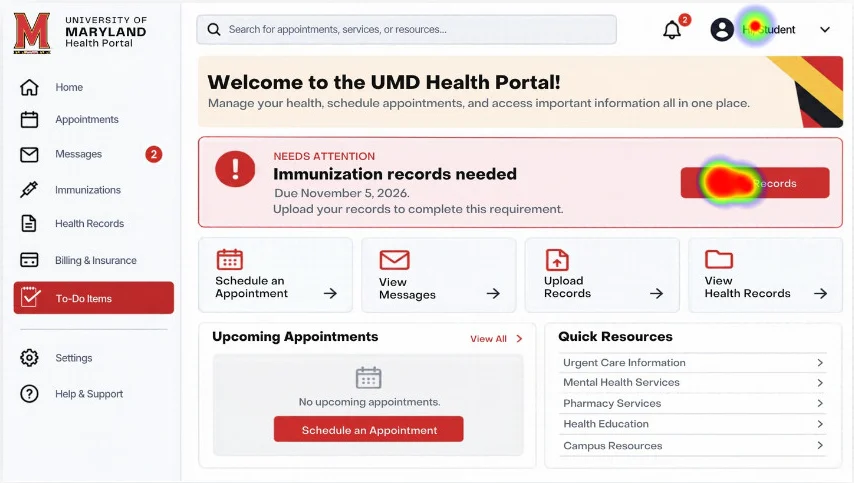 UNIVERSITY OF
MARYLAND
Health Portal
Search for appointments, services, or resources...
2
Student
Home
Appointments
Messages
2
Immunizations
Health Records
Billing & Insurance
To-Do Items
Settings
Help & Support
Welcome to the UMD Health Portal!
Manage your health, schedule appointments, and access important information all in one place.
NEEDS ATTENTION
Immunization records needed
Due November 5, 2026.
Upload your records to complete this requirement.
Records
Schedule an
Appointment
View
Messages
Upload
Records
View
Health Records
Upcoming Appointments
View All
No upcoming appointments.
Schedule an Appointment
Quick Resources
Urgent Care Information
Mental Health Services
Pharmacy Services
Health Education
Campus Resources